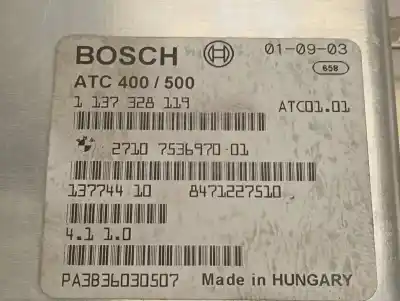 BOSCH 01-09-03
658
ATC 400 / 500
1 137 328 119 ATC01.01
2710 7536970-01
137744 10 8471227510
4.1 1.0
PA3B36030507 Made in HUNGARY